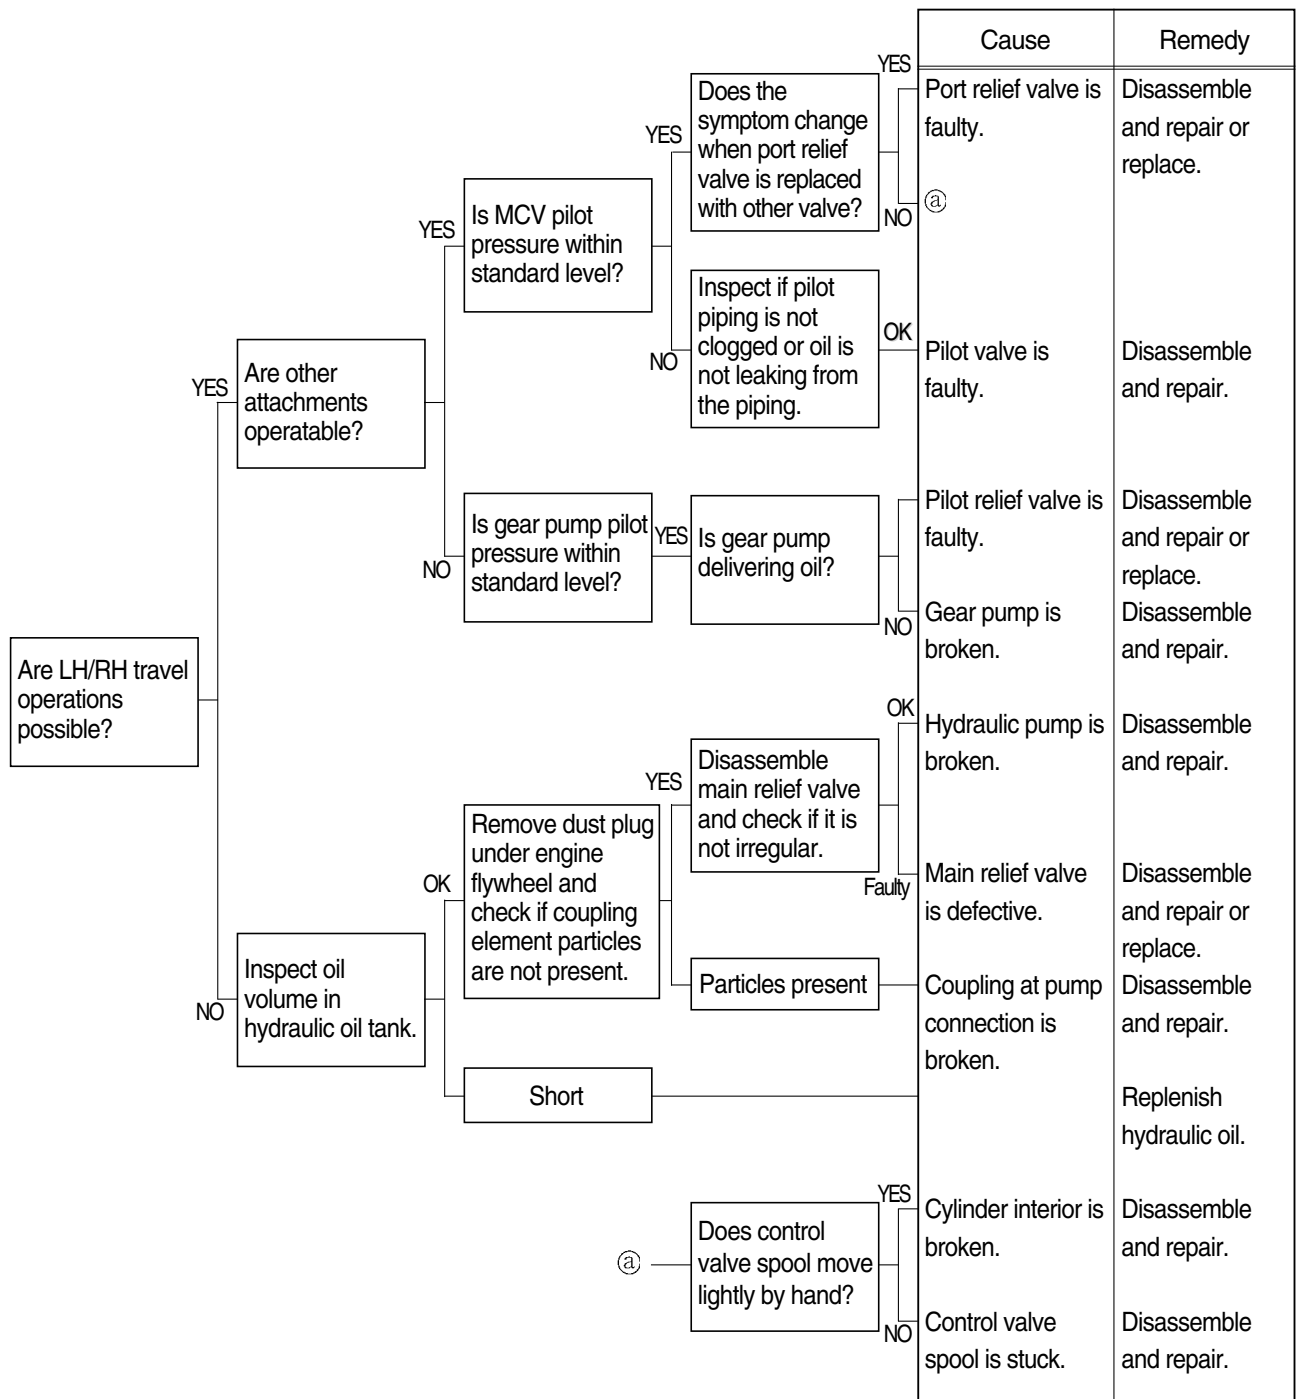 Cause
Remedy
Are LH/RH travel
operations
possible?
YES
Are other
attachments
operatable?
YES
Is MCV pilot
pressure within
standard level?
YES
Does the
symptom change
when port relief
valve is replaced
with other valve?
YES
Port relief valve is
faulty.
Disassemble
and repair or
replace.
NO
ⓐ
NO
Inspect if pilot
piping is not
clogged or oil is
not leaking from
the piping.
OK
Pilot valve is
faulty.
Disassemble
and repair.
NO
Is gear pump pilot
pressure within
standard level?
YES
Is gear pump
delivering oil?
Pilot relief valve is
faulty.
Disassemble
and repair or
replace.
NO
Gear pump is
broken.
Disassemble
and repair.
NO
Inspect oil
volume in
hydraulic oil tank.
OK
Remove dust plug
under engine
flywheel and
check if coupling
element particles
are not present.
YES
Disassemble
main relief valve
and check if it is
not irregular.
OK
Hydraulic pump is
broken.
Disassemble
and repair.
Faulty
Main relief valve
is defective.
Disassemble
and repair or
replace.
Particles present
Coupling at pump
connection is
broken.
Disassemble
and repair.
Short
Replenish
hydraulic oil.
ⓐ
Does control
valve spool move
lightly by hand?
YES
Cylinder interior is
broken.
Disassemble
and repair.
NO
Control valve
spool is stuck.
Disassemble
and repair.